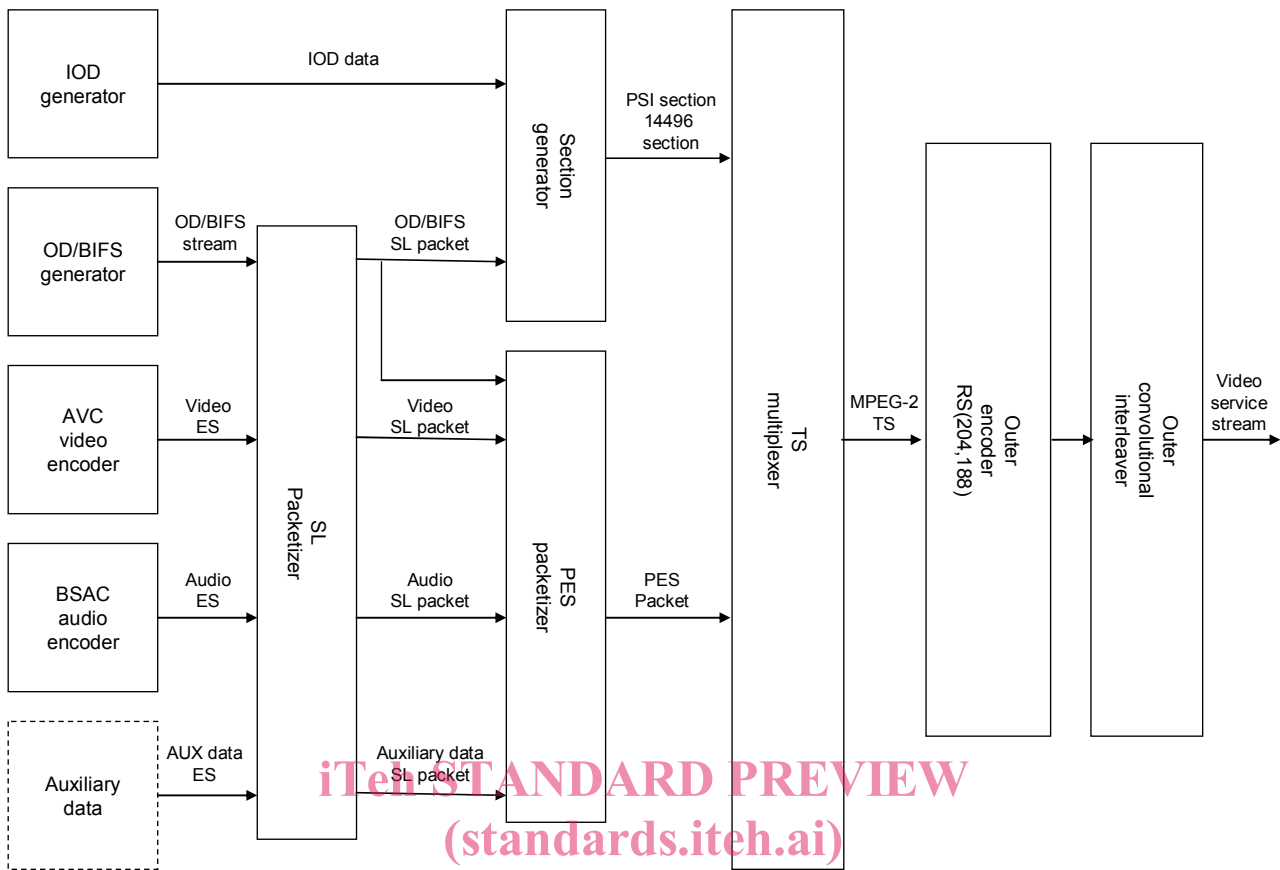 IOD
generator
IOD data
Section
generator
PSI section
14496
section
OD/BIFS
generator
OD/BIFS
stream
OD/BIFS
SL packet
AVC
video
encoder
Video
ES
SL
Packetizer
Video
SL packet
PES
packetizer
TS
multiplexer
MPEG-2
TS
Outer
encoder
RS(204,188)
Outer
convolutional
interleaver
Video
service
stream
BSAC
audio
encoder
Audio
ES
Audio
SL packet
PES
Packet
Auxiliary
data
AUX data
ES
Auxiliary data
SL packet
iTeh STANDARD PREVIEW
(standards.iteh.ai)